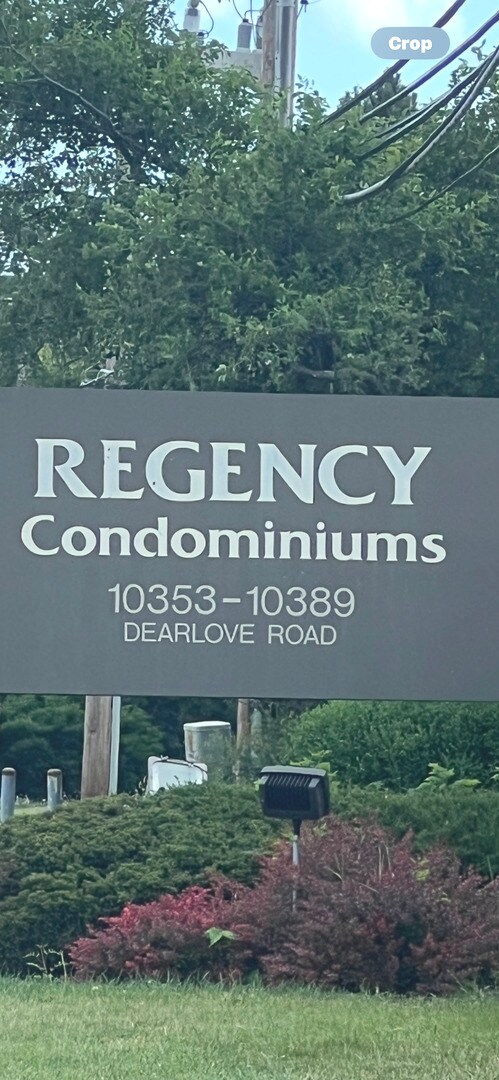 Crop
REGENCY
Condominiums
10353-10389
DEARLOVE ROAD